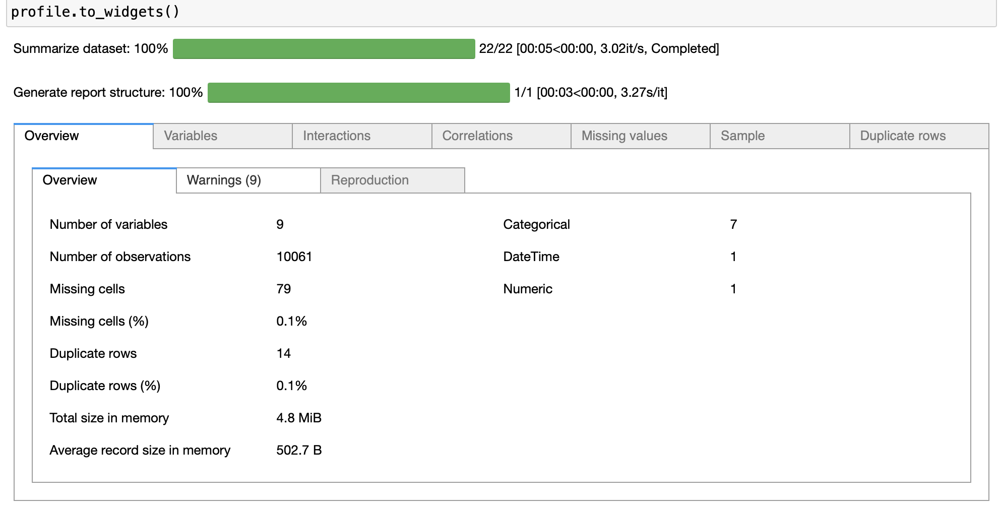 profile.to_widgets()
Summarize dataset: 100% 22/22 [00:05<00:00, 3.02it/s, Completed]
Generate report structure: 100% 1/1 [00:03<00:00, 3.27s/it]
Overview Variables Interactions Correlations Missing values Sample Duplicate rows
Overview Warnings (9) Reproduction
Number of variables 9 Categorical 7
Number of observations 10061 DateTime 1
Missing cells 79 Numeric 1
Missing cells (%) 0.1%
Duplicate rows 14
Duplicate rows (%) 0.1%
Total size in memory 4.8 MiB
Average record size in memory 502.7 B